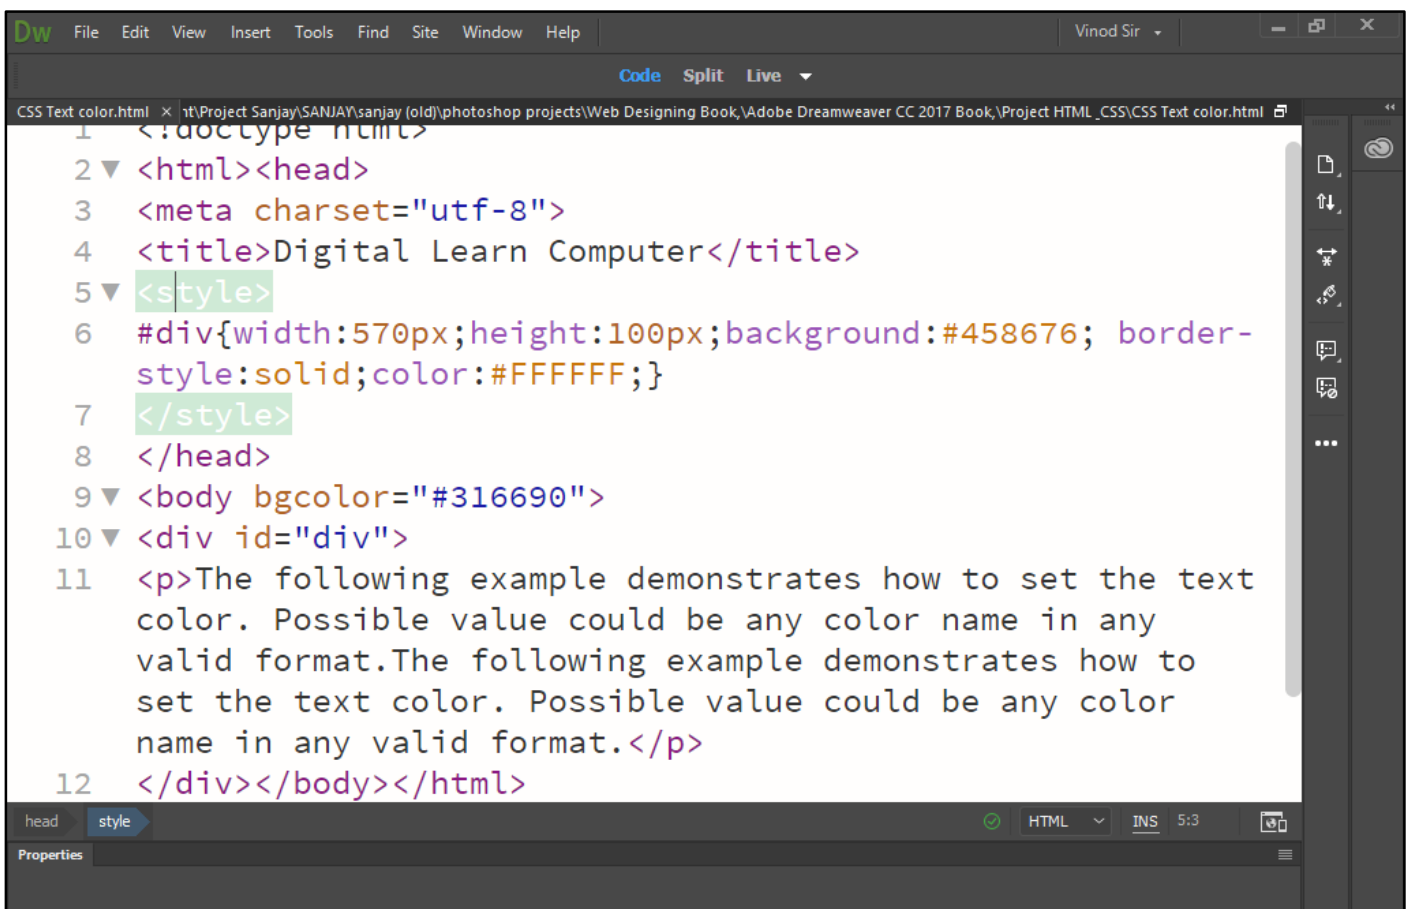 Dw File Edit View Insert Tools Find Site Window Help Vinod Sir
Code Split Live
CSS Text color.html × nt\Project Sanjay\SANJAY\sanjay (old)\photoshop projects\Web Designing Book,\Adobe Dreamweaver CC 2017 Book,\Project HTML _CSS\CSS Text color.html
1 <!doctype html>
2 <html><head>
3 <meta charset="utf-8">
4 <title>Digital Learn Computer</title>
5 <style>
6 #div{width:570px;height:100px;background:#458676; border-
style:solid;color:#FFFFFF;}
7 </style>
8 </head>
9 <body bgcolor="#316690">
10 <div id="div">
11 <p>The following example demonstrates how to set the text
color. Possible value could be any color name in any
valid format.The following example demonstrates how to
set the text color. Possible value could be any color
name in any valid format.</p>
12 </div></body></html>
head style HTML INS 5:3
Properties